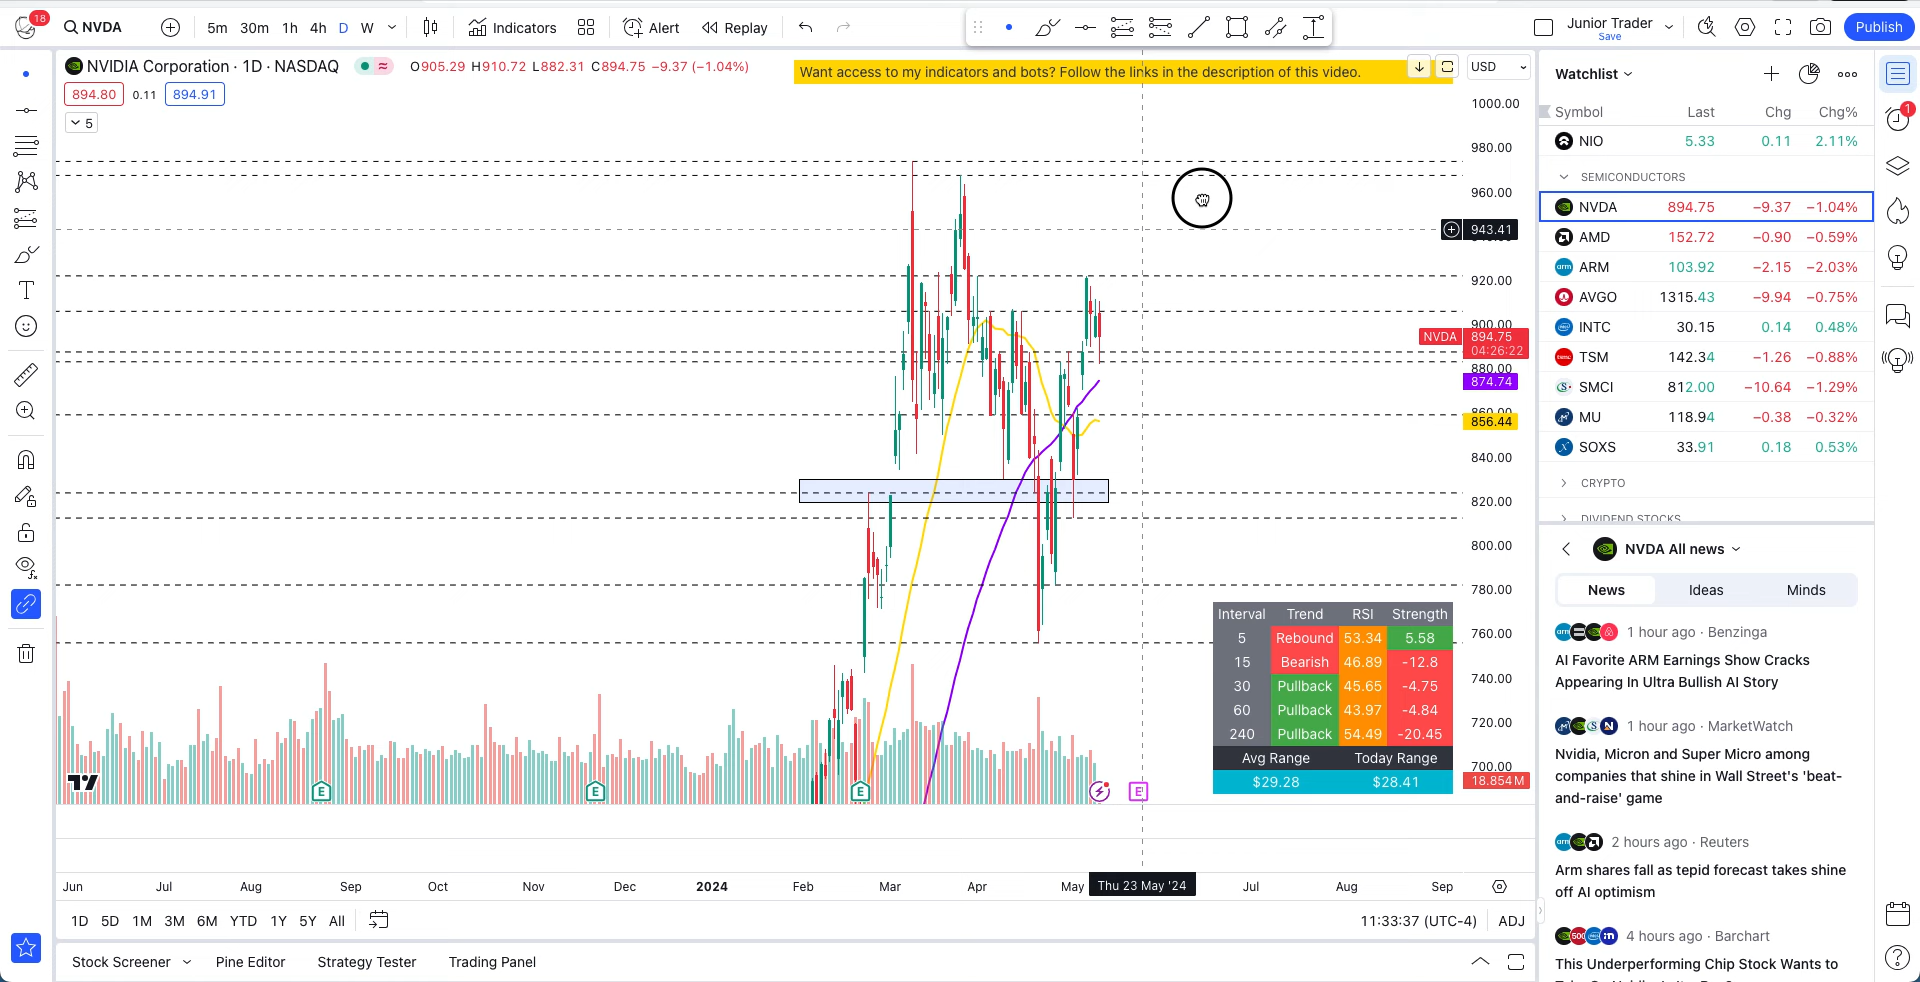 18
NVDA
5m 30m 1h 4h D W
Indicators
Alert
Replay
Junior Trader
Save
Publish
NVIDIA Corporation · 1D · NASDAQ
O905.29 H910.72 L882.31 C894.75 −9.37 (−1.04%)
894.80 0.11 894.91
5
Want access to my indicators and bots? Follow the links in the description of this video.
USD
1000.00
980.00
960.00
943.41
920.00
900.00
NVDA 894.75
04:26:22
880.00
874.74
860.00
856.44
840.00
820.00
800.00
780.00
760.00
740.00
720.00
700.00
18.854M
Interval Trend RSI Strength
5 Rebound 53.34 5.58
15 Bearish 46.89 -12.8
30 Pullback 45.65 -4.75
60 Pullback 43.97 -4.84
240 Pullback 54.49 -20.45
Avg Range Today Range
$29.28 $28.41
E E E E
Jun Jul Aug Sep Oct Nov Dec 2024 Feb Mar Apr May Thu 23 May '24 Jul Aug Sep
1D 5D 1M 3M 6M YTD 1Y 5Y All
11:33:37 (UTC-4) ADJ
Stock Screener Pine Editor Strategy Tester Trading Panel
Watchlist
Symbol Last Chg Chg%
NIO 5.33 0.11 2.11%
SEMICONDUCTORS
NVDA 894.75 −9.37 −1.04%
AMD 152.72 −0.90 −0.59%
arm ARM 103.92 −2.15 −2.03%
AVGO 1315.43 −9.94 −0.75%
INTC 30.15 0.14 0.48%
TSM 142.34 −1.26 −0.88%
SMCI 812.00 −10.64 −1.29%
MU 118.94 −0.38 −0.32%
SOXS 33.91 0.18 0.53%
CRYPTO
DIVIDEND STOCKS
1
NVDA All news
News Ideas Minds
1 hour ago · Benzinga
AI Favorite ARM Earnings Show Cracks
Appearing In Ultra Bullish AI Story
1 hour ago · MarketWatch
Nvidia, Micron and Super Micro among
companies that shine in Wall Street's 'beat-
and-raise' game
2 hours ago · Reuters
Arm shares fall as tepid forecast takes shine
off AI optimism
4 hours ago · Barchart
This Underperforming Chip Stock Wants to